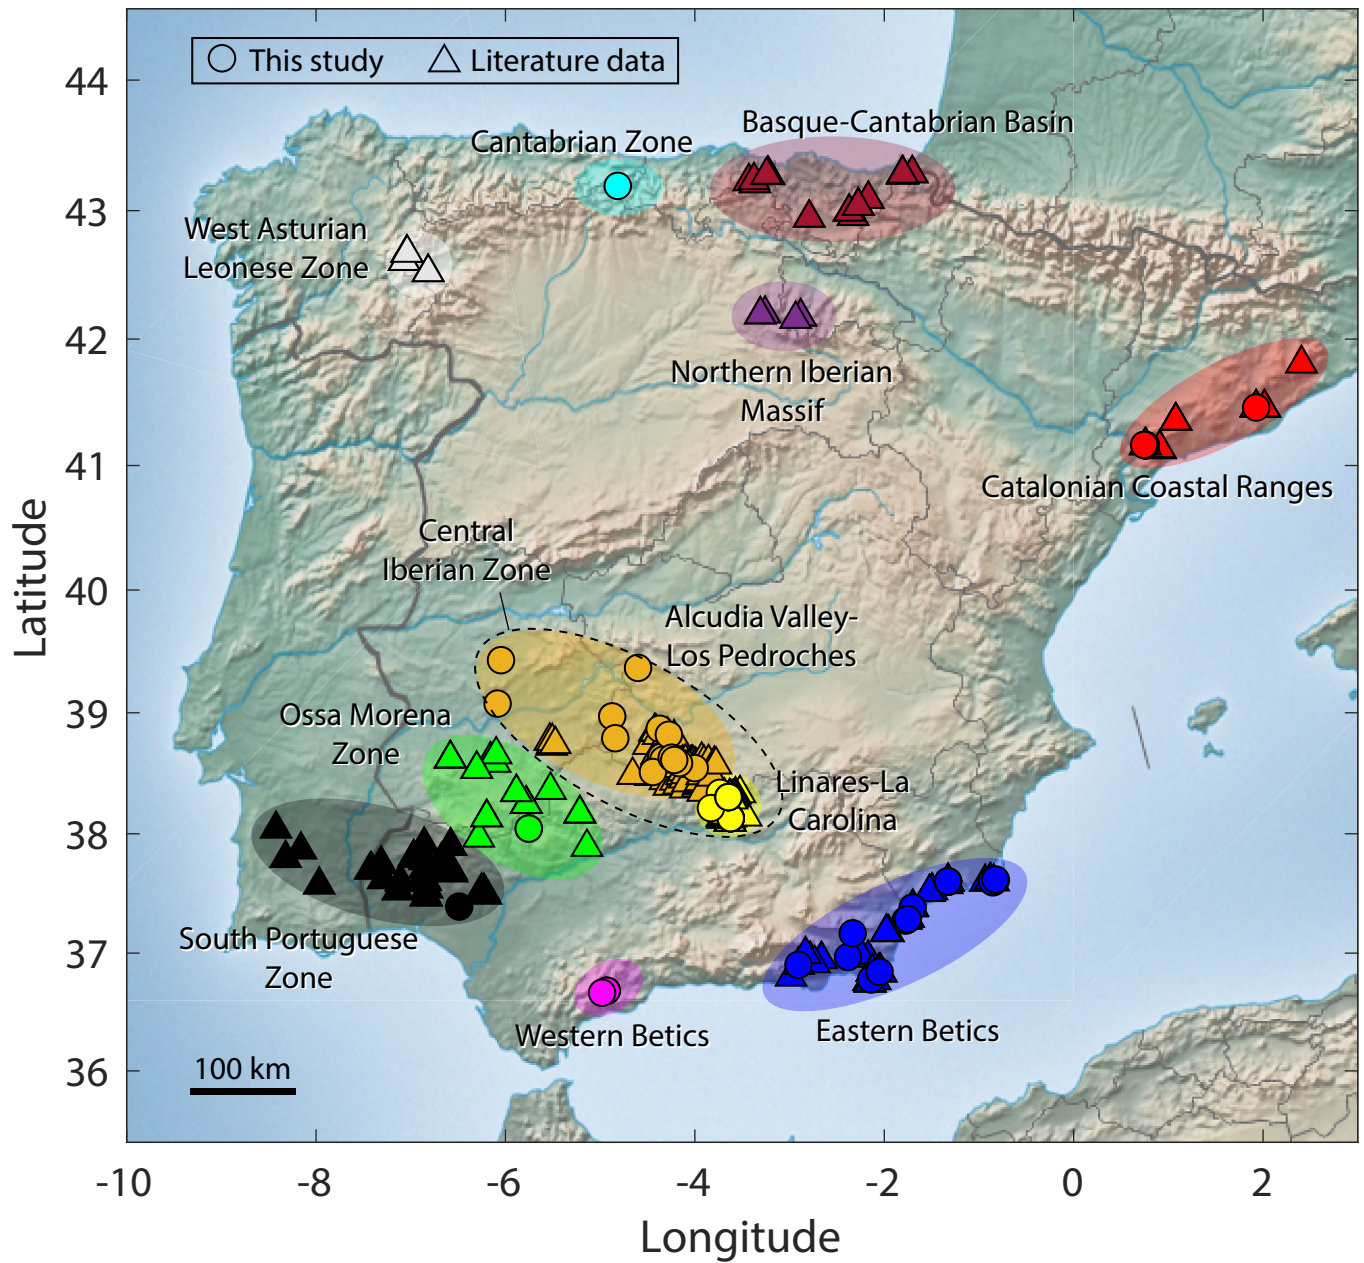 This study
Literature data
44
43
42
41
40
39
38
37
36
Latitude
Cantabrian Zone
Basque-Cantabrian Basin
West Asturian
Leonese Zone
Northern Iberian
Massif
Catalonian Coastal Ranges
Central
Iberian Zone
Alcudia Valley-
Los Pedroches
Ossa Morena
Zone
Linares-La
Carolina
South Portuguese
Zone
Western Betics
Eastern Betics
100 km
-10
-8
-6
-4
-2
0
2
Longitude